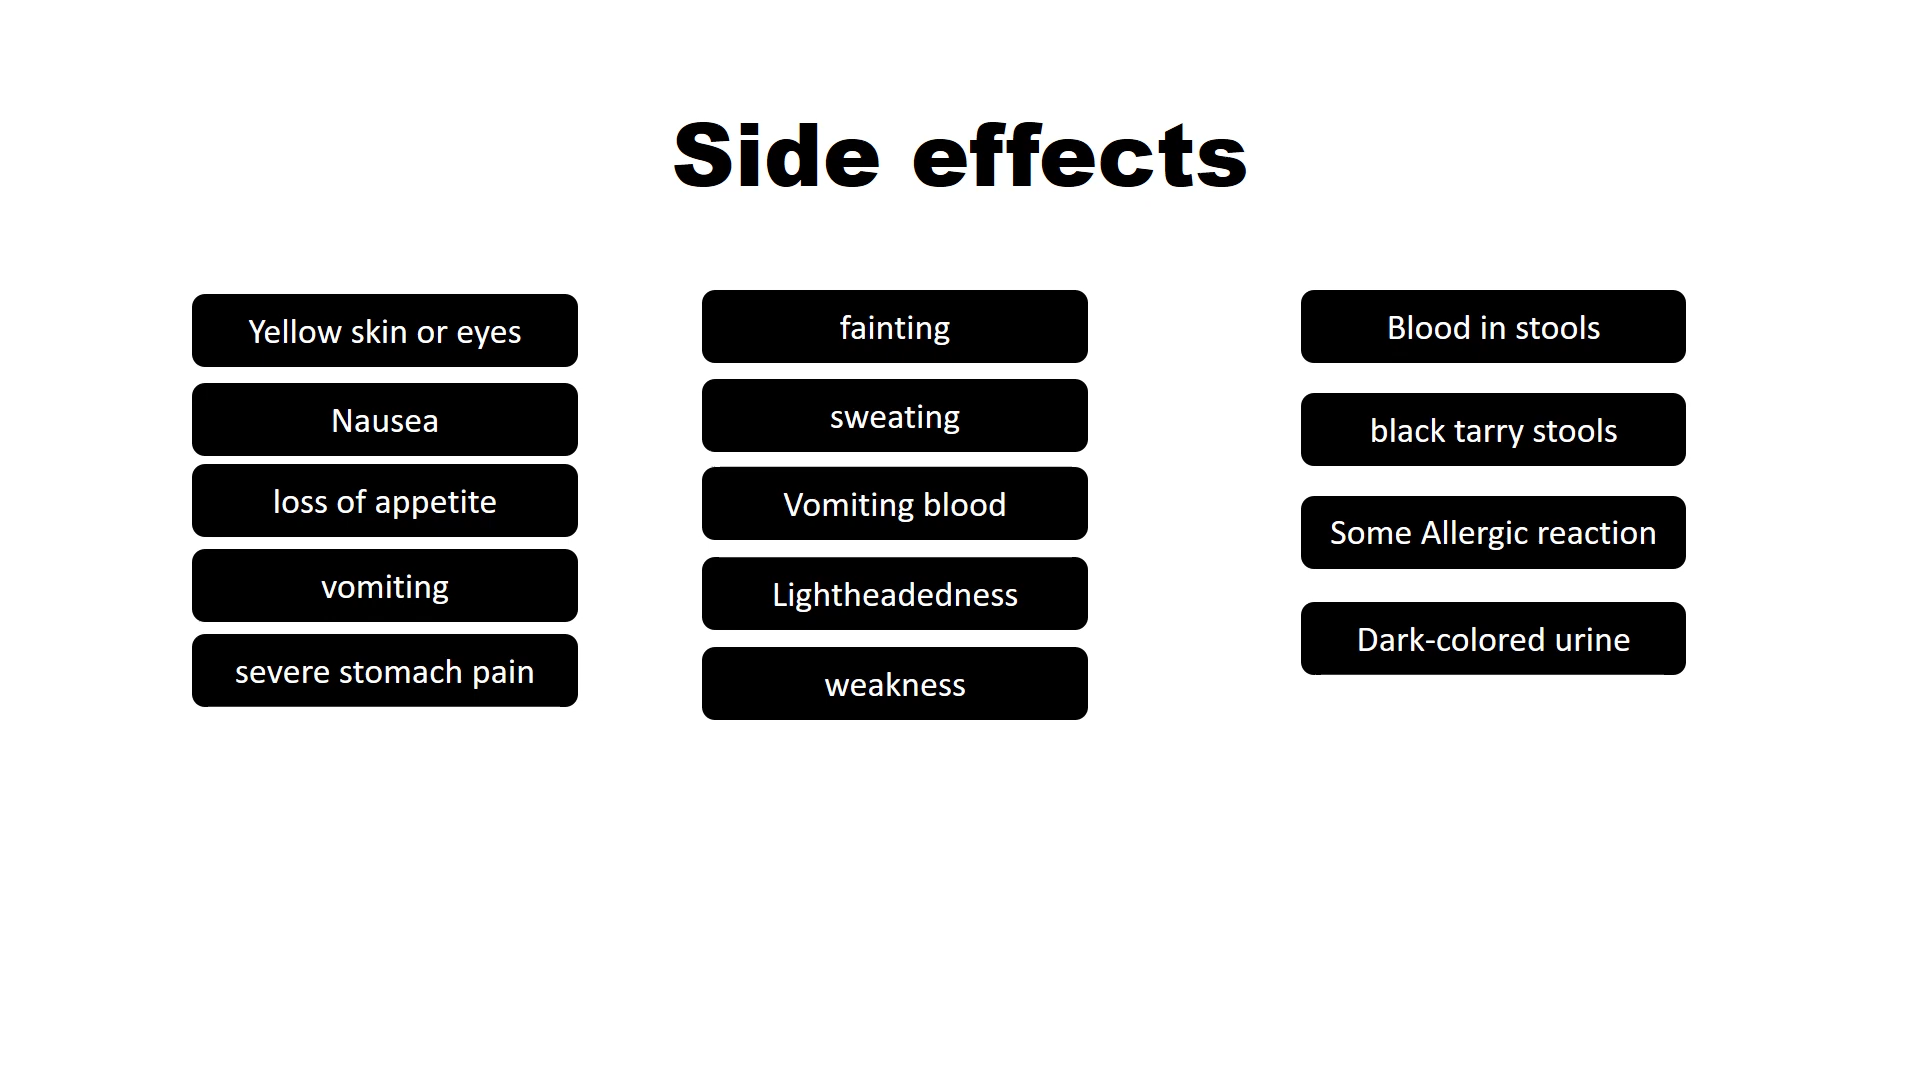 Side effects
Yellow skin or eyes
Nausea
loss of appetite
vomiting
severe stomach pain
fainting
sweating
Vomiting blood
Lightheadedness
weakness
Blood in stools
black tarry stools
Some Allergic reaction
Dark-colored urine